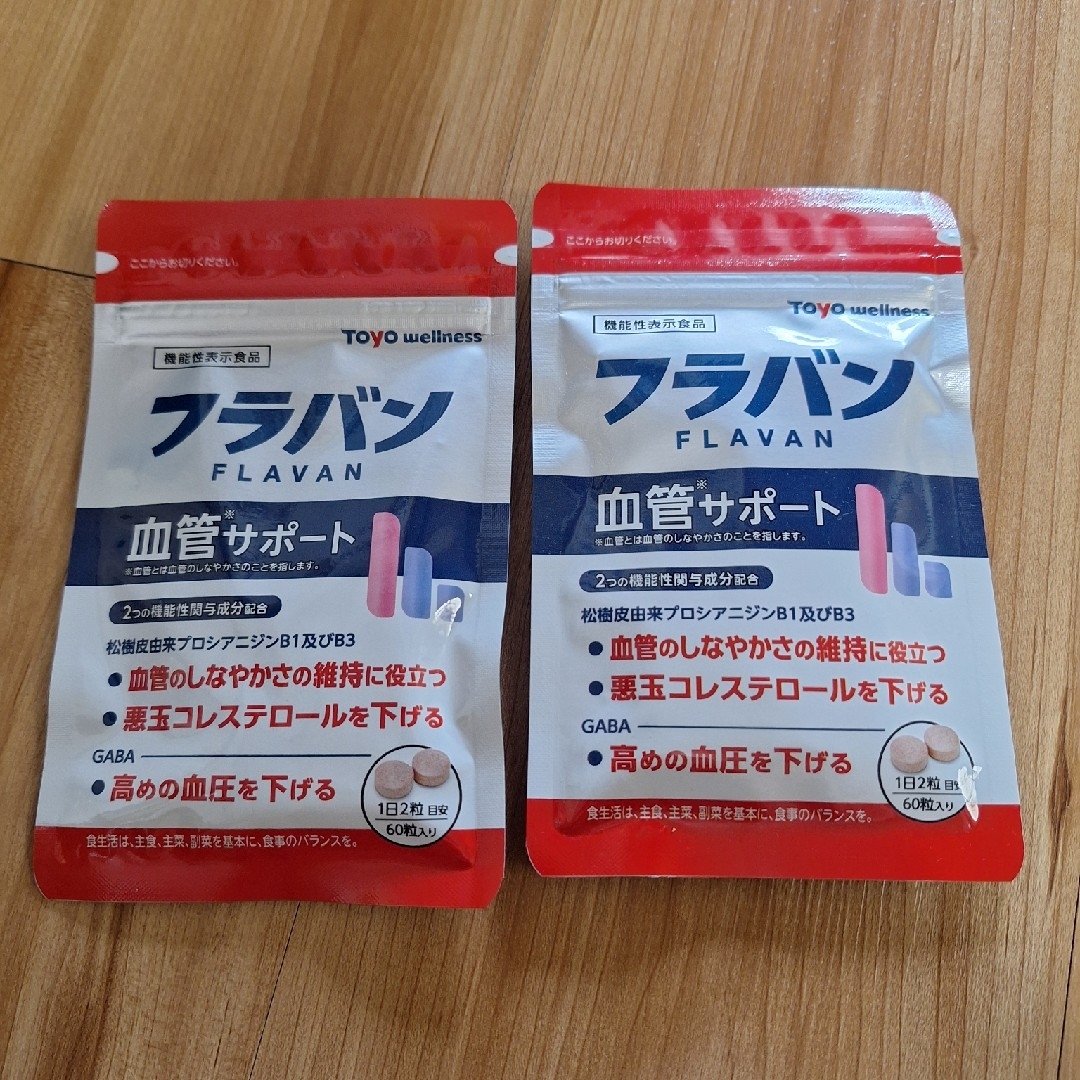 ここからお切りください。
TOYO wellness
機能性表示食品
フラバン
FLAVAN
血管※サポート
※血管とは血管のしなやかさのことを指します。
2つの機能性関与成分配合
松樹皮由来プロシアニジンB1及びB3
●血管のしなやかさの維持に役立つ
●悪玉コレステロールを下げる
GABA
●高めの血圧を下げる
1日2粒 目安
60粒入り
食生活は、主食、主菜、副菜を基本に、食事のバランスを。
ここからお切りください。
TOYO wellness
機能性表示食品
フラバン
FLAVAN
血管※サポート
※血管とは血管のしなやかさのことを指します。
2つの機能性関与成分配合
松樹皮由来プロシアニジンB1及びB3
●血管のしなやかさの維持に役立つ
●悪玉コレステロールを下げる
GABA
●高めの血圧を下げる
1日2粒 目安
60粒入り
食生活は、主食、主菜、副菜を基本に、食事のバランスを。